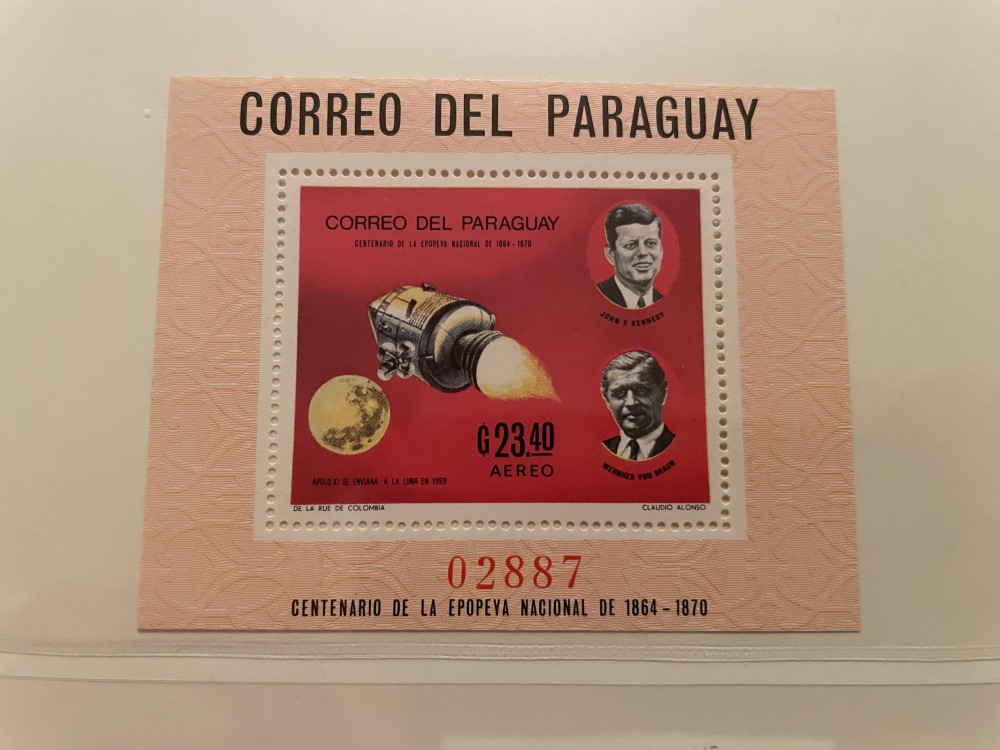 CORREO DEL PARAGUAY
CORREO DEL PARAGUAY
CENTENARIO DE LA EPOPEYA NACIONAL DE 1864-1870
JOHN F KENNEDY
WERNHER VON BRAUN
₲ 23.40
AEREO
APOLO XI SE ENVIARA A LA LUNA EN 1969
DE LA RUE DE COLOMBIA
CLAUDIO ALONSO
02887
CENTENARIO DE LA EPOPEYA NACIONAL DE 1864-1870